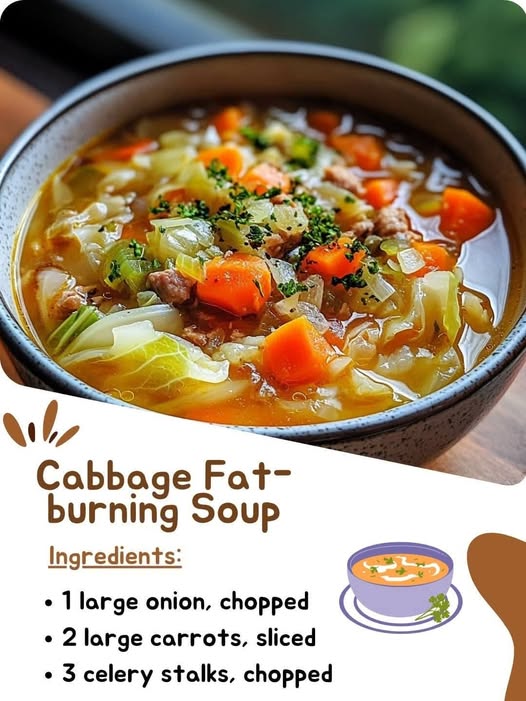 Cabbage Fat-
burning Soup
Ingredients:
• 1 large onion, chopped
• 2 large carrots, sliced
• 3 celery stalks, chopped